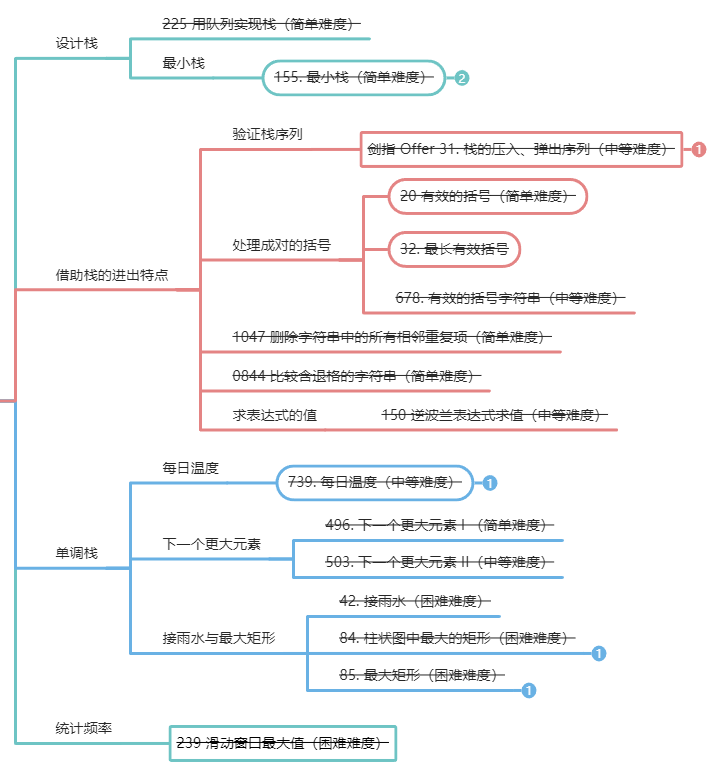 设计栈
225 用队列实现栈（简单难度）
最小栈
155. 最小栈（简单难度）
2
借助栈的进出特点
验证栈序列
剑指 Offer 31. 栈的压入、弹出序列（中等难度）
1
处理成对的括号
20 有效的括号（简单难度）
32. 最长有效括号
678. 有效的括号字符串（中等难度）
1047 删除字符串中的所有相邻重复项（简单难度）
0844 比较含退格的字符串（简单难度）
求表达式的值
150 逆波兰表达式求值（中等难度）
单调栈
每日温度
739. 每日温度（中等难度）
1
下一个更大元素
496. 下一个更大元素 I（简单难度）
503. 下一个更大元素 II（中等难度）
接雨水与最大矩形
42. 接雨水（困难难度）
84. 柱状图中最大的矩形（困难难度）
1
85. 最大矩形（困难难度）
1
统计频率
239 滑动窗口最大值（困难难度）